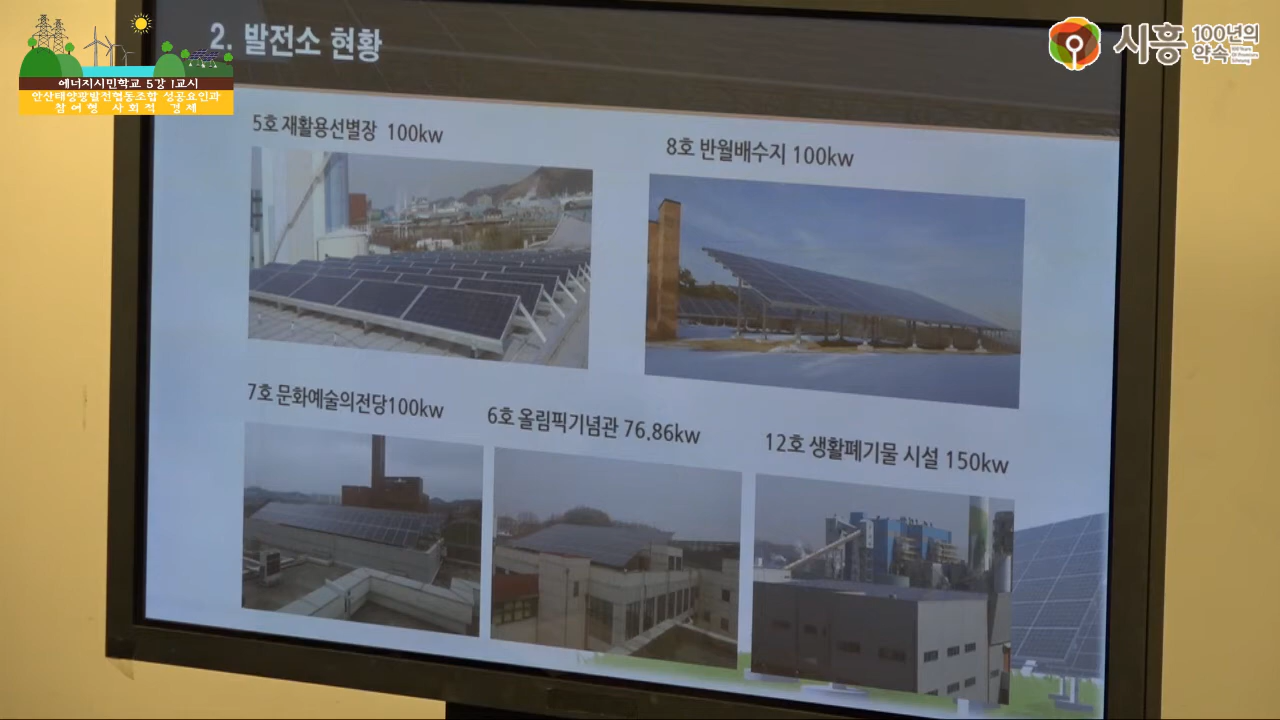 2. 발전소 현황
에너지시민학교 5강 1교시
안산태양광발전협동조합 성공요인과
참여형 사회적 경제
시흥 100년의
약속
5호 재활용선별장 100kw
8호 반월배수지 100kw
7호 문화예술의전당100kw
6호 올림픽기념관 76.86kw
12호 생활폐기물 시설 150kw